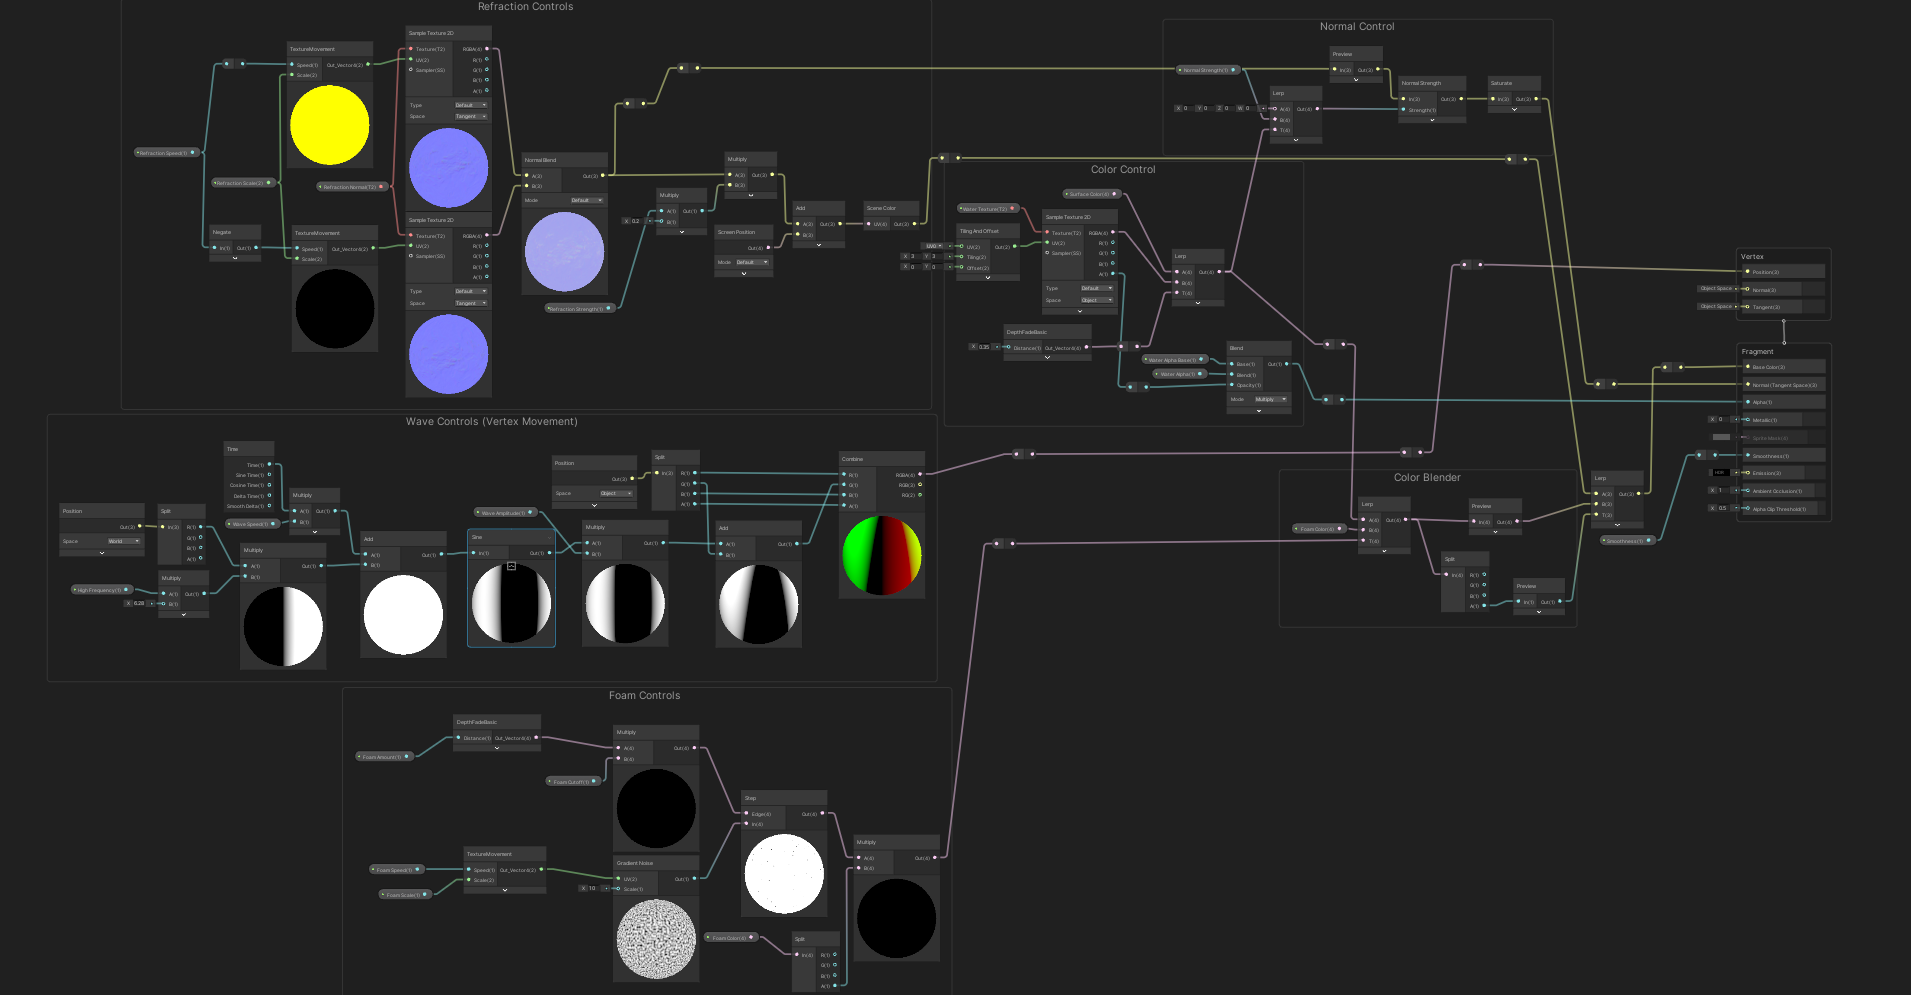 Refraction Controls
TextureMovement
Speed(1)
Scale(2)
Out_Vector4(2)
Sample Texture 2D
Texture(T2)
UV(2)
Sampler(SS)
RGBA(4)
R(1)
G(1)
B(1)
A(1)
Type Default
Space Tangent
Refraction Speed(1)
Refraction Scale(2)
Refraction Normal(T2)
Negate
In(1) Out(1)
TextureMovement
Speed(1)
Scale(2)
Out_Vector4(2)
Sample Texture 2D
Texture(T2)
UV(2)
Sampler(SS)
RGBA(4)
R(1)
G(1)
B(1)
A(1)
Type Default
Space Tangent
Normal Blend
A(3)
B(3)
Out(3)
Mode Default
Refraction Strength(1)
Multiply
A(1)
B(1)
Out(1)
X 0.2
Multiply
A(3)
B(3)
Out(3)
Screen Position
Out(4)
Mode Default
Add
A(3)
B(3)
Out(3)
Scene Color
UV(4) Out(3)
Normal Control
Normal Strength(1)
Preview
In(3) Out(3)
X 0 Y 0 Z 0 W 0
Lerp
A(4)
B(4)
T(4)
Out(4)
Normal Strength
In(3)
Strength(1)
Out(3)
Saturate
In(3) Out(3)
Color Control
Surface Color(4)
Water Texture(T2)
Tiling And Offset
UV0
UV(2)
Tiling(2)
Offset(2)
Out(2)
X 3 Y 3
X 0 Y 0
Sample Texture 2D
Texture(T2)
UV(2)
Sampler(SS)
RGBA(4)
R(1)
G(1)
B(1)
A(1)
Type Default
Space Object
Lerp
A(4)
B(4)
T(4)
Out(4)
DepthFadeBasic
X 0.35
Distance(1) Out_Vector4(4)
Water Alpha Base(1)
Water Alpha(1)
Blend
Base(1)
Blend(1)
Opacity(1)
Out(1)
Mode Multiply
Vertex
Position(3)
Object Space Normal(3)
Object Space Tangent(3)
Fragment
Base Color(3)
Normal (Tangent Space)(3)
Alpha(1)
X 0 Metallic(1)
Smoothness(1)
HDR Emission(3)
X 1 Ambient Occlusion(1)
X 0.5 Alpha Clip Threshold(1)
Wave Controls (Vertex Movement)
Time
Time(1)
Sine Time(1)
Cosine Time(1)
Delta Time(1)
Smooth Delta(1)
Wave Speed(1)
Multiply
A(1)
B(1)
Out(1)
Position
Out(3)
Space World
Split
In(3)
R(1)
G(1)
B(1)
A(1)
High Frequency(1)
X 6.28
Multiply
A(1)
B(1)
Out(1)
Multiply
A(1)
B(1)
Out(1)
Add
A(1)
B(1)
Out(1)
Wave Amplitude(1)
Sine
In(1) Out(1)
Position
Out(3)
Space Object
Split
In(3)
R(1)
G(1)
B(1)
A(1)
Multiply
A(1)
B(1)
Out(1)
Add
A(1)
B(1)
Out(1)
Combine
R(1)
G(1)
B(1)
A(1)
RGBA(4)
RGB(3)
RG(2)
Color Blender
Foam Color(4)
Lerp
A(4)
B(4)
T(4)
Out(4)
Preview
In(4) Out(4)
Split
In(4)
R(1)
G(1)
B(1)
A(1)
Preview
In(1) Out(1)
Lerp
A(3)
B(3)
T(3)
Out(3)
Smoothness(1)
Foam Controls
Foam Amount(1)
DepthFadeBasic
Distance(1) Out_Vector4(4)
Foam Cutoff(1)
Multiply
A(4)
B(4)
Out(4)
Foam Speed(1)
Foam Scale(1)
TextureMovement
Speed(1)
Scale(2)
Out_Vector4(2)
Gradient Noise
UV(2)
X 10 Scale(1)
Out(1)
Step
Edge(4)
In(4)
Out(4)
Foam Color(4)
Split
In(4)
R(1)
G(1)
B(1)
A(1)
Multiply
A(4)
B(4)
Out(4)